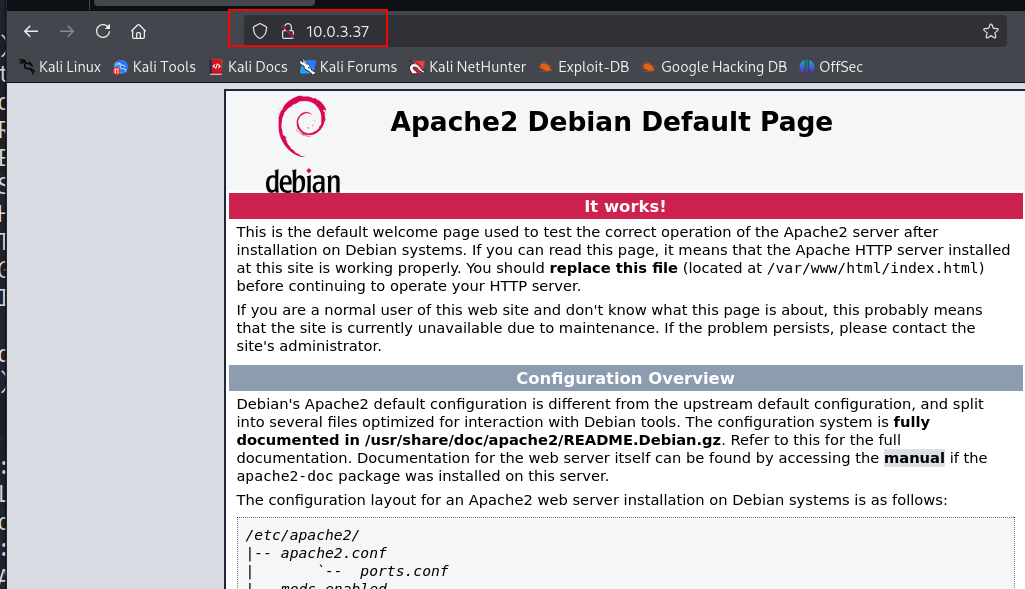 10.0.3.37
Kali Linux Kali Tools Kali Docs Kali Forums Kali NetHunter Exploit-DB Google Hacking DB OffSec
Apache2 Debian Default Page
debian
It works!
This is the default welcome page used to test the correct operation of the Apache2 server after
installation on Debian systems. If you can read this page, it means that the Apache HTTP server installed
at this site is working properly. You should replace this file (located at /var/www/html/index.html)
before continuing to operate your HTTP server.
If you are a normal user of this web site and don't know what this page is about, this probably means
that the site is currently unavailable due to maintenance. If the problem persists, please contact the
site's administrator.
Configuration Overview
Debian's Apache2 default configuration is different from the upstream default configuration, and split
into several files optimized for interaction with Debian tools. The configuration system is fully
documented in /usr/share/doc/apache2/README.Debian.gz. Refer to this for the full
documentation. Documentation for the web server itself can be found by accessing the manual if the
apache2-doc package was installed on this server.
The configuration layout for an Apache2 web server installation on Debian systems is as follows:
/etc/apache2/
|-- apache2.conf
|       `--  ports.conf
|-- mods-enabled